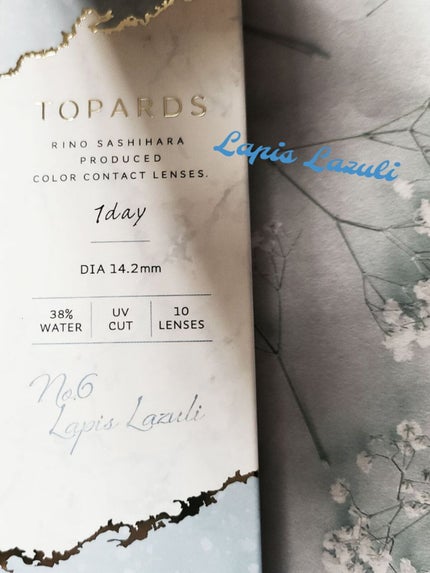 TOPARDS
RINO SASHIHARA
PRODUCED
COLOR CONTACT LENSES.
1day
DIA 14.2mm
38%
WATER
UV
CUT
10
LENSES
No.6
Lapis Lazuli
Lapis Lazuli